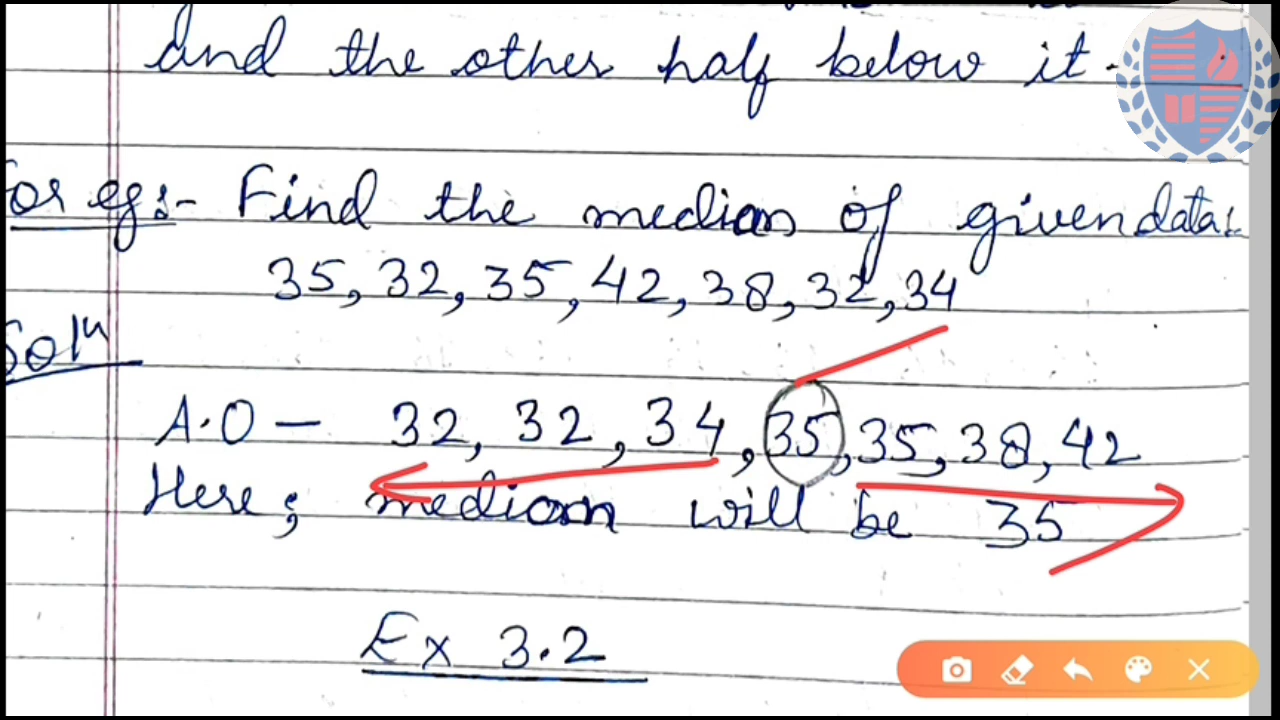 and the other half below it.
For eg:- Find the median of given data:
35, 32, 35, 42, 38, 32, 34
Solⁿ
A.O - 32, 32, 34, 35, 35, 38, 42
Here; median will be 35
Ex 3.2